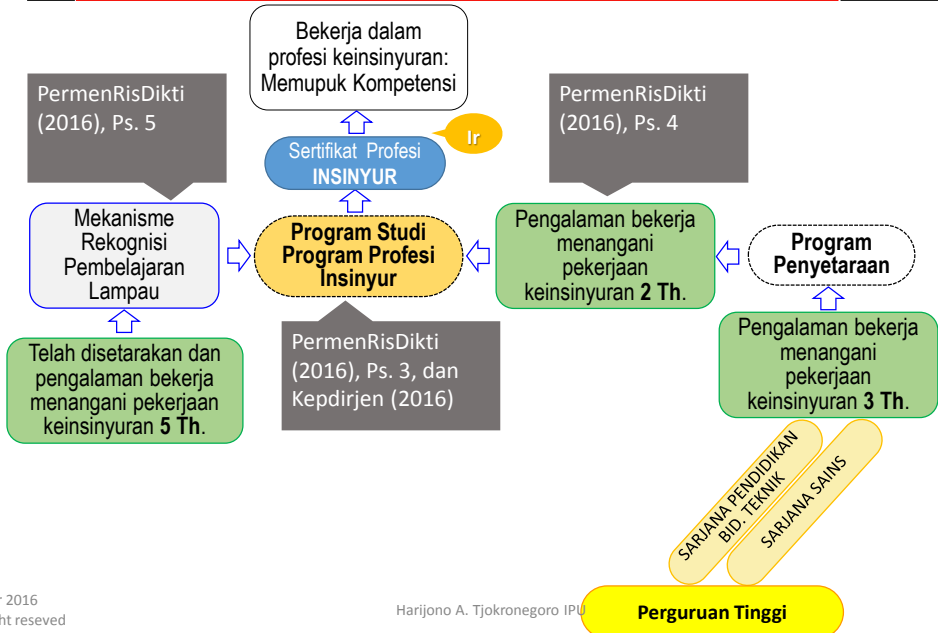 Bekerja dalam
profesi keinsinyuran:
Memupuk Kompetensi
PermenRisDikti
(2016), Ps. 5
PermenRisDikti
(2016), Ps. 4
Ir
Sertifikat Profesi
INSINYUR
Mekanisme
Rekognisi
Pembelajaran
Lampau
Program Studi
Program Profesi
Insinyur
Pengalaman bekerja
menangani
pekerjaan
keinsinyuran 2 Th.
Program
Penyetaraan
Telah disetarakan dan
pengalaman bekerja
menangani pekerjaan
keinsinyuran 5 Th.
PermenRisDikti
(2016), Ps. 3, dan
Kepdirjen (2016)
Pengalaman bekerja
menangani
pekerjaan
keinsinyuran 3 Th.
SARJANA PENDIDIKAN
BID. TEKNIK
SARJANA SAINS
2016
reseved
Harijono A. Tjokronegoro IPU
Perguruan Tinggi